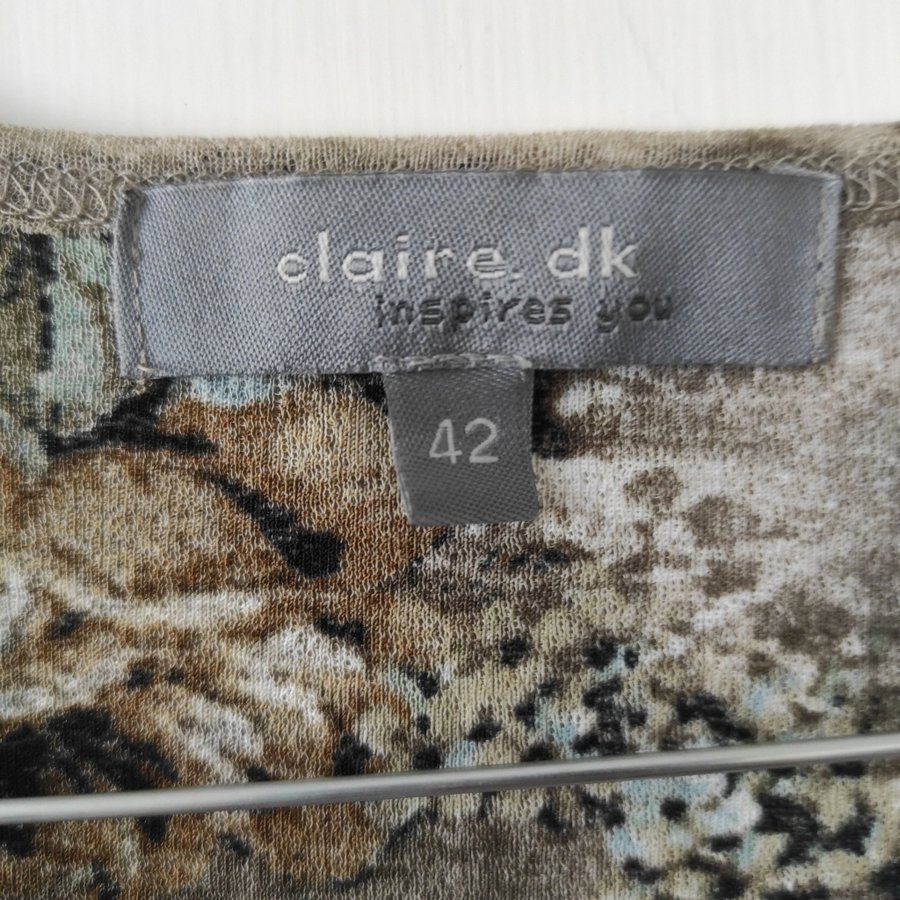 claire.dk
inspires you
42